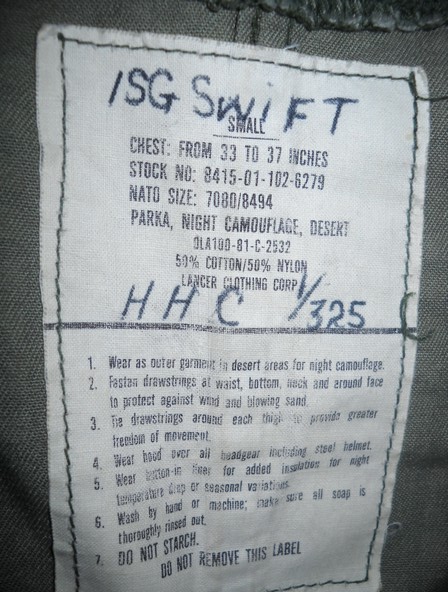 1SG SWIFT
SMALL
CHEST: FROM 33 TO 37 INCHES
STOCK NO: 8415-01-102-6279
NATO SIZE: 7080/8494
PARKA, NIGHT CAMOUFLAGE, DESERT
DLA100-81-C-2532
50% COTTON/50% NYLON
LANCER CLOTHING CORP
HHC 1/325
1. Wear as outer garment in desert areas for night camouflage.
2. Fasten drawstrings at waist, bottom, neck and around face
to protect against wind and blowing sand.
3. Tie drawstrings around each thigh to provide greater
freedom of movement.
4. Wear hood over all headgear including steel helmet.
5. Wear button-in liner for added insulation for night
temperature drop or seasonal variations.
6. Wash by hand or machine; make sure all soap is
thoroughly rinsed out.
7. DO NOT STARCH.
DO NOT REMOVE THIS LABEL